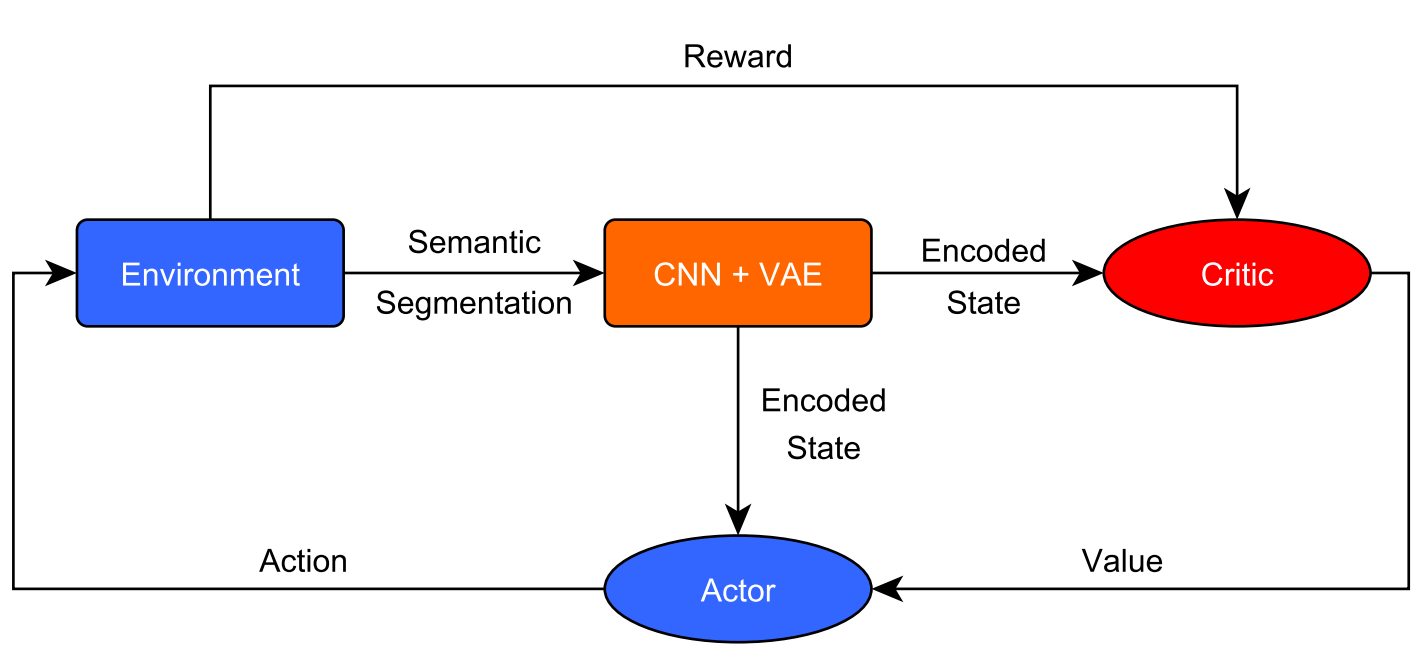 Reward
Environment
Semantic
Segmentation
CNN + VAE
Encoded
State
Critic
Encoded
State
Action
Actor
Value